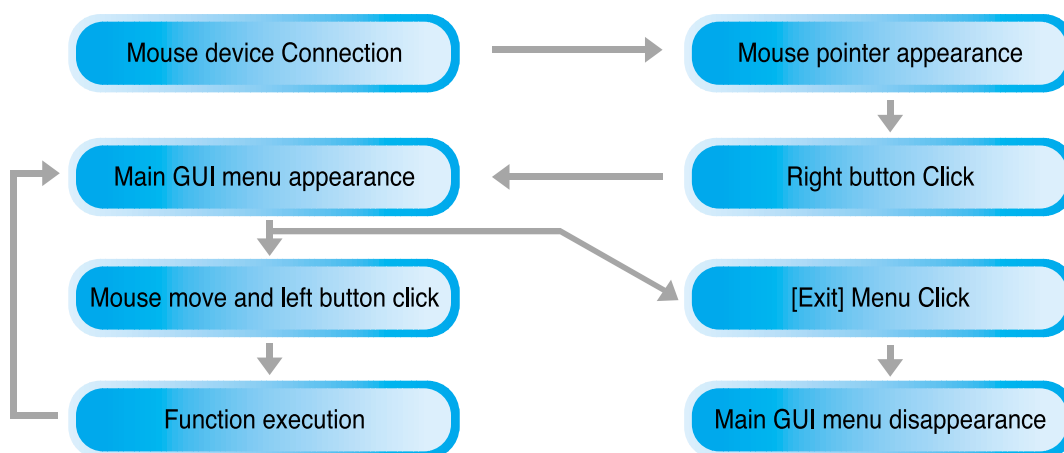 Mouse device Connection
Mouse pointer appearance
Main GUI menu appearance
Right button Click
Mouse move and left button click
[Exit] Menu Click
Function execution
Main GUI menu disappearance